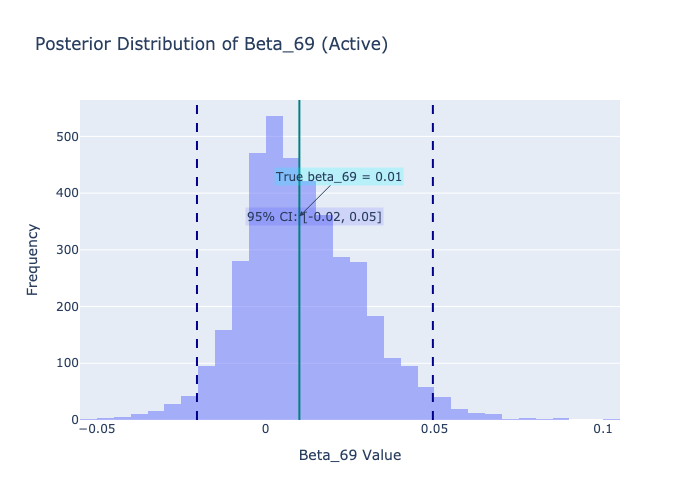 Posterior Distribution of Beta_69 (Active)
500
400
300
200
100
0
Frequency
True beta_69 = 0.01
95% CI: [-0.02, 0.05]
−0.05
0
0.05
0.1
Beta_69 Value